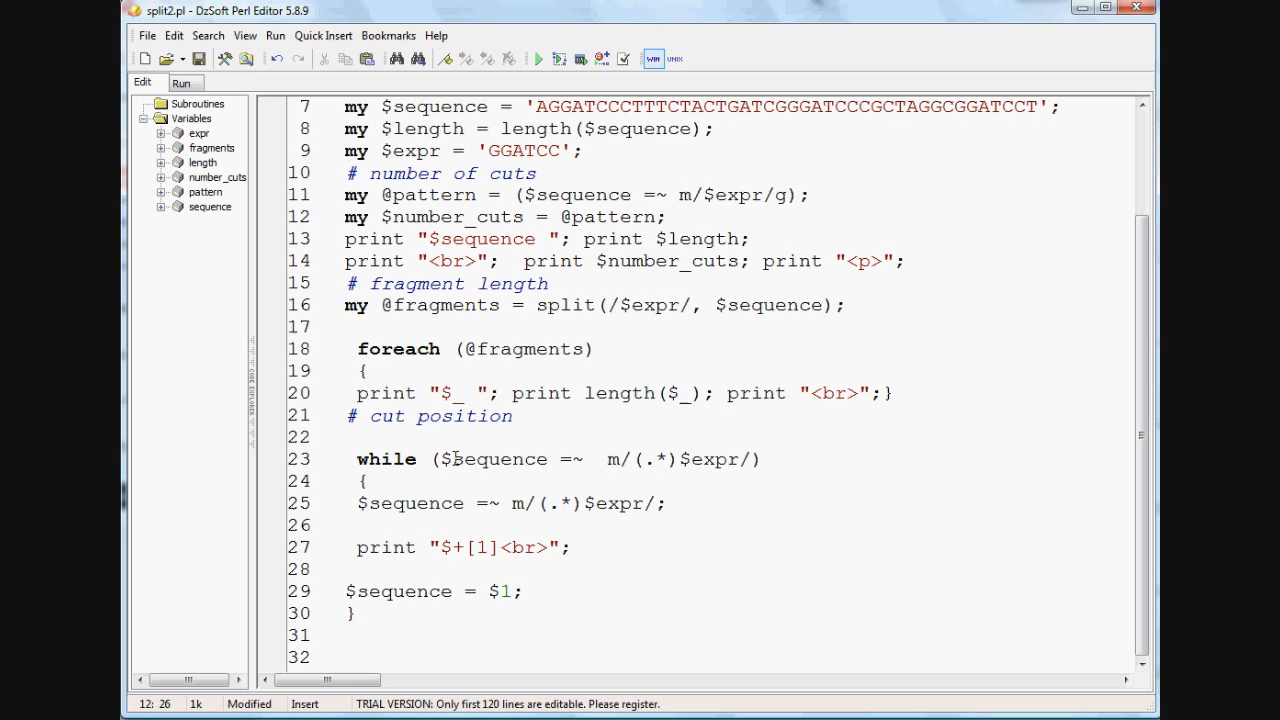 split2.pl - DzSoft Perl Editor 5.8.9
File Edit Search View Run Quick Insert Bookmarks Help
WIN UNIX
Edit Run
Subroutines
Variables
expr
fragments
length
number_cuts
pattern
sequence
CODE EXPLORER
7 my $sequence = 'AGGATCCCTTTCTACTGATCGGGATCCCGCTAGGCGGATCCT';
8 my $length = length($sequence);
9 my $expr = 'GGATCC';
10 # number of cuts
11 my @pattern = ($sequence =~ m/$expr/g);
12 my $number_cuts = @pattern;
13 print "$sequence "; print $length;
14 print "<br>";  print $number_cuts; print "<p>";
15 # fragment length
16 my @fragments = split(/$expr/, $sequence);
17
18 foreach (@fragments)
19 {
20 print "$_ "; print length($_); print "<br>";}
21 # cut position
22
23 while ($sequence =~  m/(.*)$expr/)
24 {
25 $sequence =~ m/(.*)$expr/;
26
27 print "$+[1]<br>";
28
29 $sequence = $1;
30 }
31
32
12: 26 1k Modified Insert TRIAL VERSION: Only first 120 lines are editable. Please register.